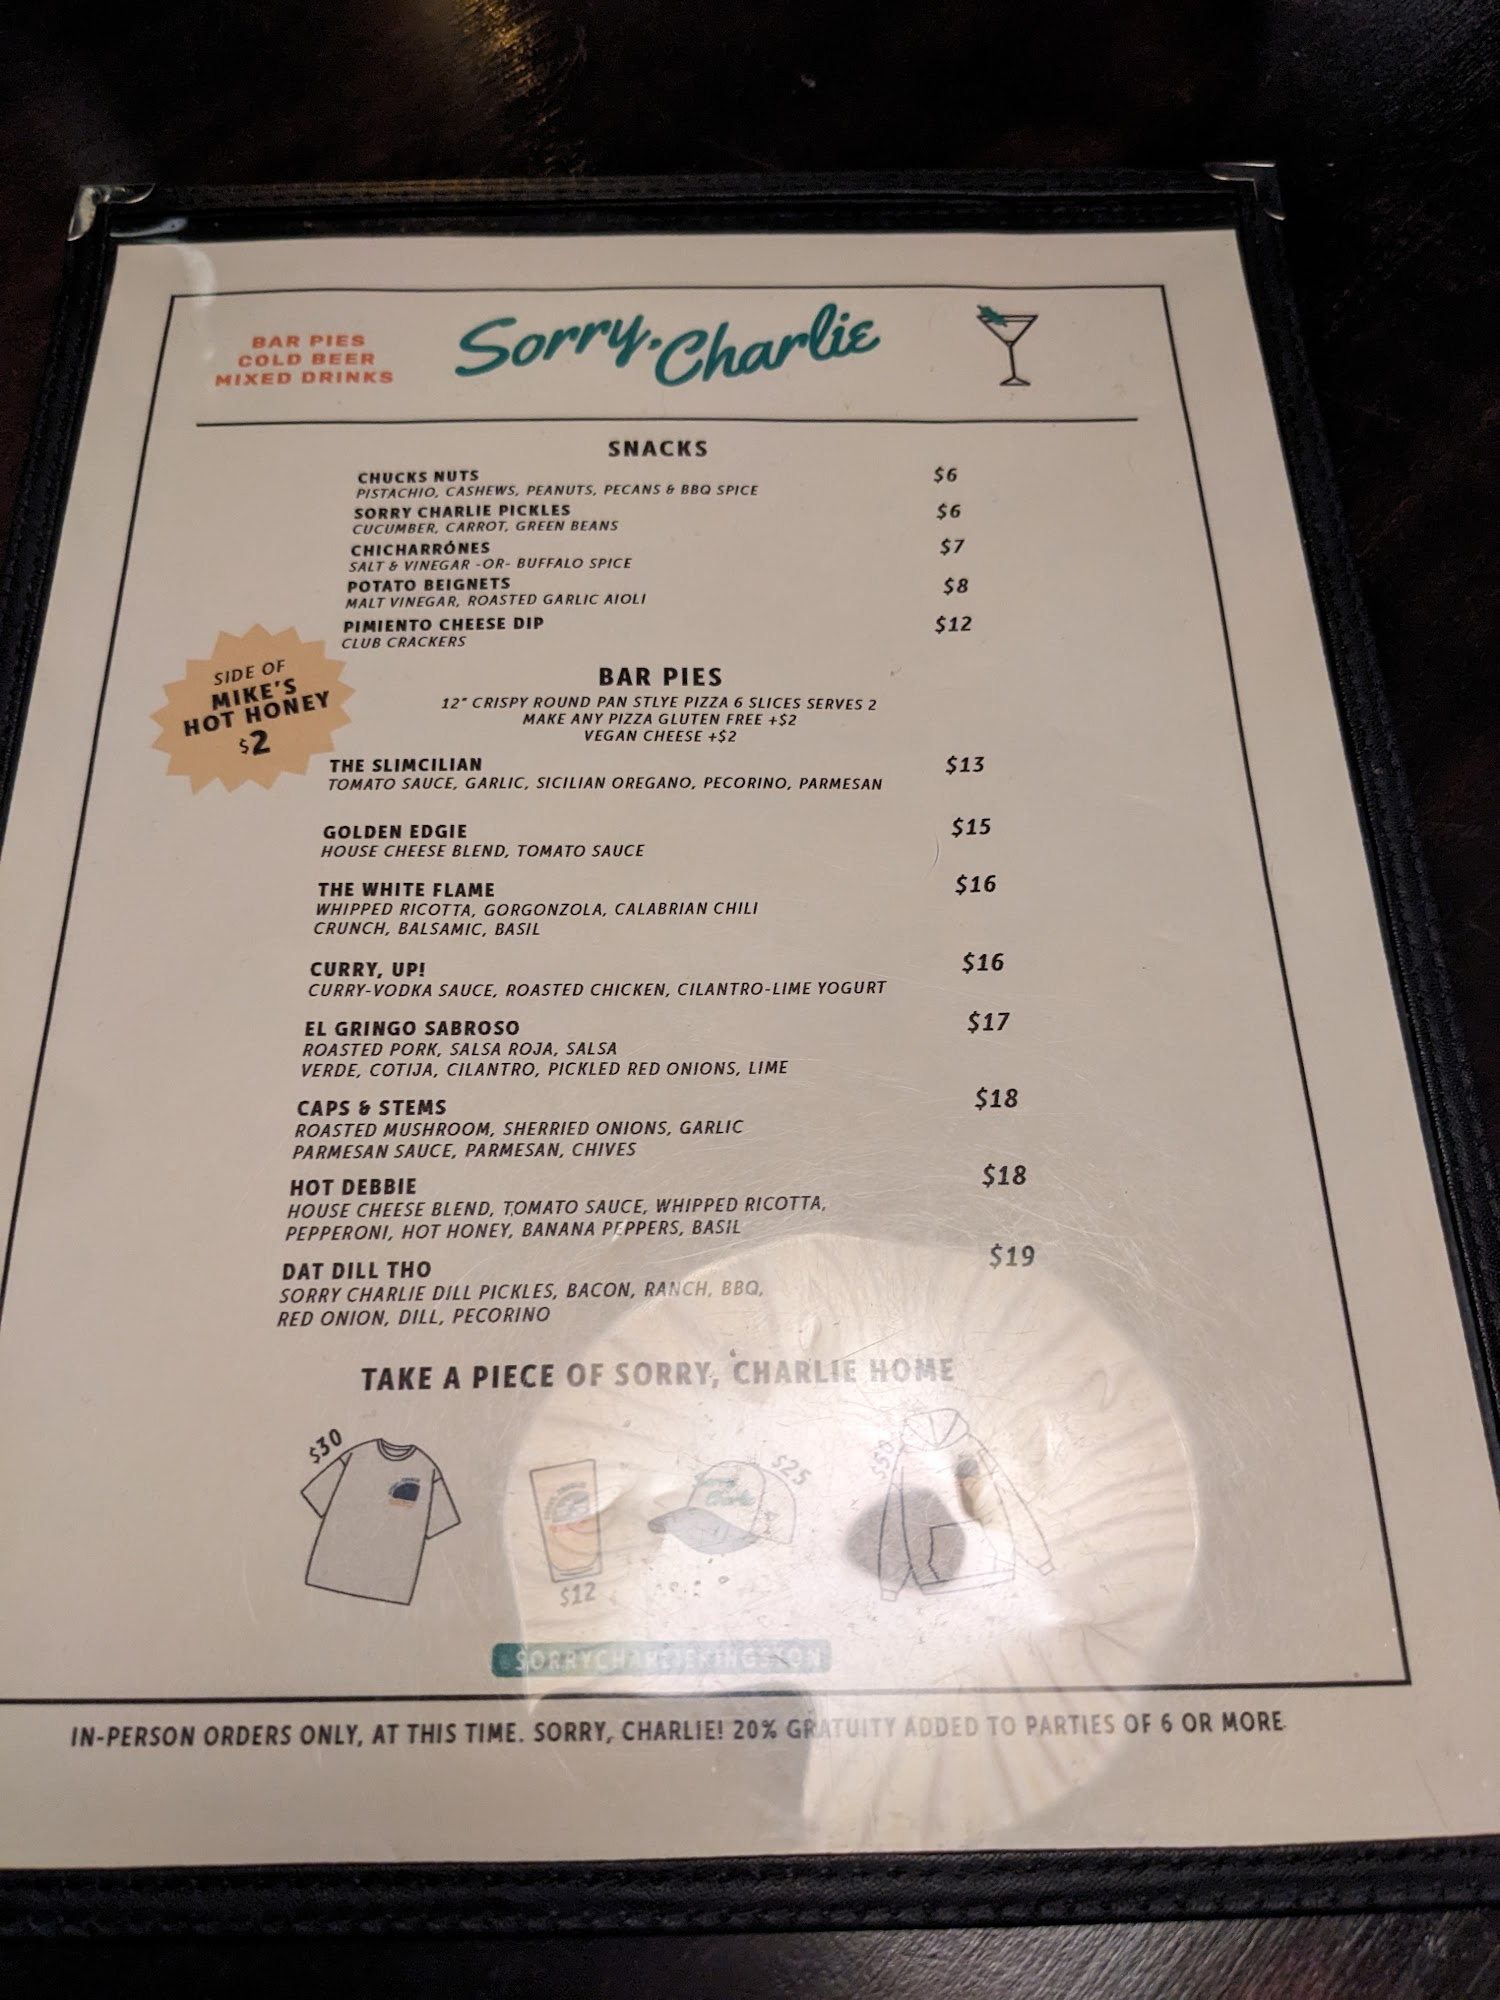 BAR PIES
COLD BEER
MIXED DRINKS
Sorry, Charlie
SNACKS
CHUCKS NUTS $6
PISTACHIO, CASHEWS, PEANUTS, PECANS & BBQ SPICE
SORRY CHARLIE PICKLES $6
CUCUMBER, CARROT, GREEN BEANS
CHICHARRÓNES $7
SALT & VINEGAR -OR- BUFFALO SPICE
POTATO BEIGNETS $8
MALT VINEGAR, ROASTED GARLIC AIOLI
PIMIENTO CHEESE DIP $12
CLUB CRACKERS
SIDE OF
MIKE'S
HOT HONEY
$2
BAR PIES
12" CRISPY ROUND PAN STLYE PIZZA 6 SLICES SERVES 2
MAKE ANY PIZZA GLUTEN FREE +$2
VEGAN CHEESE +$2
THE SLIMCILIAN $13
TOMATO SAUCE, GARLIC, SICILIAN OREGANO, PECORINO, PARMESAN
GOLDEN EDGIE $15
HOUSE CHEESE BLEND, TOMATO SAUCE
THE WHITE FLAME $16
WHIPPED RICOTTA, GORGONZOLA, CALABRIAN CHILI
CRUNCH, BALSAMIC, BASIL
CURRY, UP! $16
CURRY-VODKA SAUCE, ROASTED CHICKEN, CILANTRO-LIME YOGURT
EL GRINGO SABROSO $17
ROASTED PORK, SALSA ROJA, SALSA
VERDE, COTIJA, CILANTRO, PICKLED RED ONIONS, LIME
CAPS & STEMS $18
ROASTED MUSHROOM, SHERRIED ONIONS, GARLIC
PARMESAN SAUCE, PARMESAN, CHIVES
HOT DEBBIE $18
HOUSE CHEESE BLEND, TOMATO SAUCE, WHIPPED RICOTTA,
PEPPERONI, HOT HONEY, BANANA PEPPERS, BASIL
DAT DILL THO $19
SORRY CHARLIE DILL PICKLES, BACON, RANCH, BBQ,
RED ONION, DILL, PECORINO
TAKE A PIECE OF SORRY, CHARLIE HOME
$30
$12
Sorry Charlie
$25
$50
@SORRYCHARLIEKINGSTON
IN-PERSON ORDERS ONLY, AT THIS TIME. SORRY, CHARLIE! 20% GRATUITY ADDED TO PARTIES OF 6 OR MORE